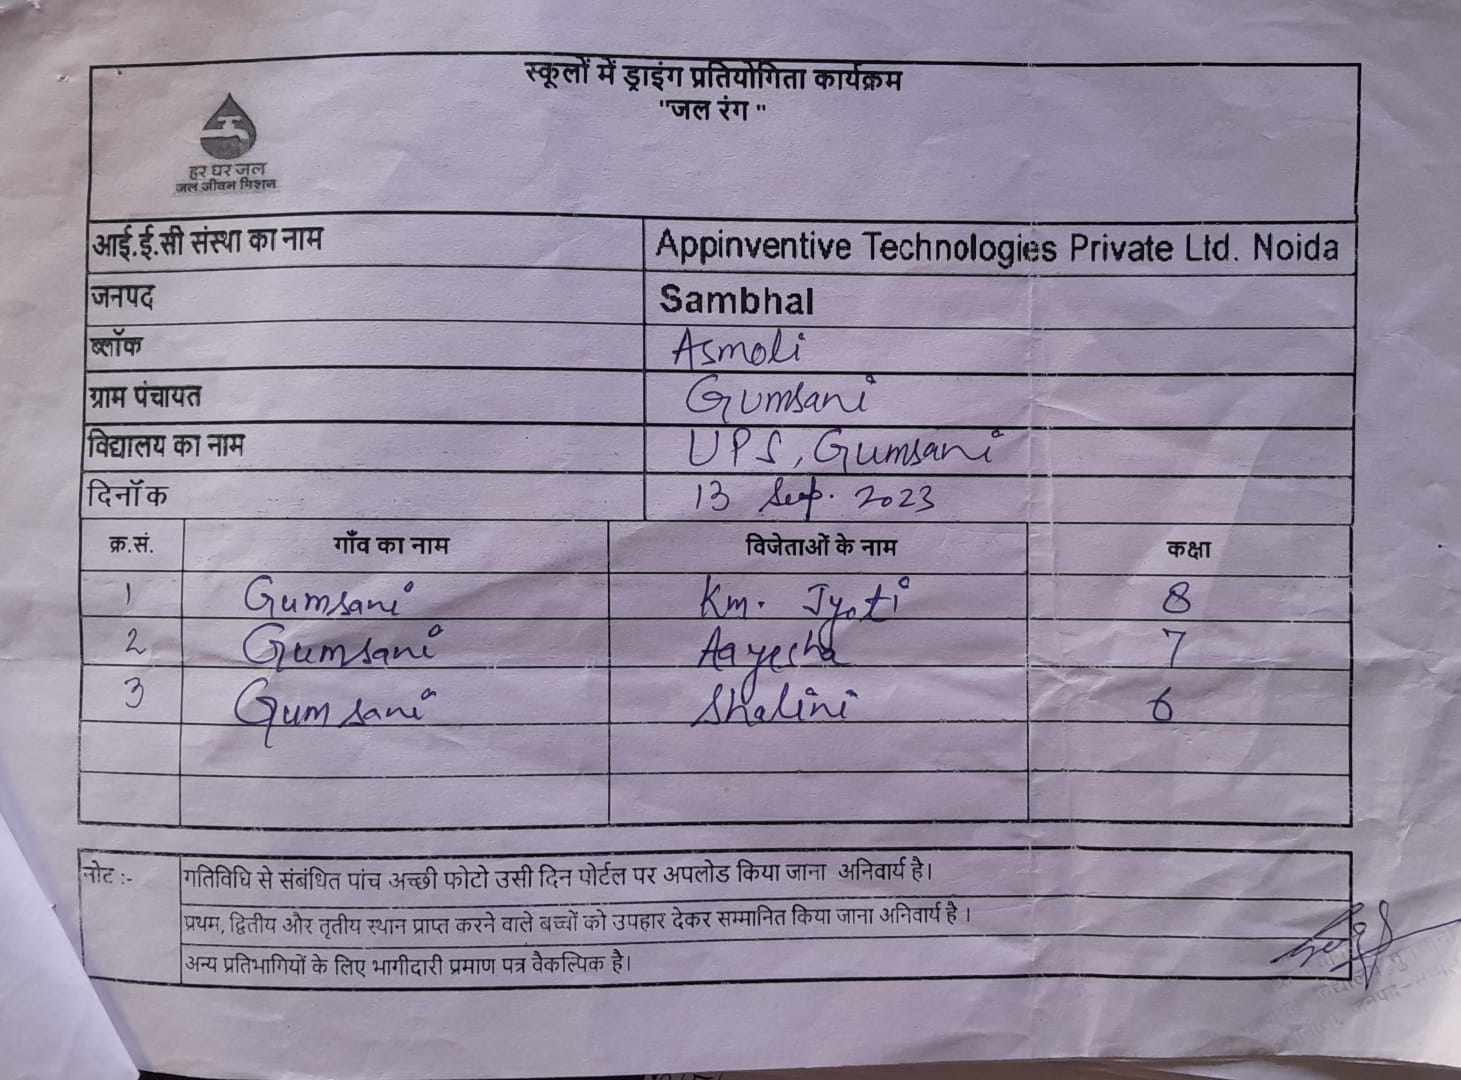 स्कूलों में ड्राइंग प्रतियोगिता कार्यक्रम
"जल रंग "
हर घर जल
जल जीवन मिशन
आई.ई.सी संस्था का नाम Appinventive Technologies Private Ltd. Noida
जनपद Sambhal
ब्लॉक Asmoli
ग्राम पंचायत Gumsani
विद्यालय का नाम UPS, Gumsani
दिनॉक 13 Sep. 2023
क्र.सं. गाँव का नाम विजेताओं के नाम कक्षा
1 Gumsani Km. Jyoti 8
2 Gumsani Aayesha 7
3 Gumsani Shalini 6
नोट :- गतिविधि से संबंधित पांच अच्छी फोटो उसी दिन पोर्टल पर अपलोड किया जाना अनिवार्य है।
प्रथम, द्वितीय और तृतीय स्थान प्राप्त करने वाले बच्चों को उपहार देकर सम्मानित किया जाना अनिवार्य है ।
अन्य प्रतिभागियों के लिए भागीदारी प्रमाण पत्र वैकल्पिक है।
जनपद-